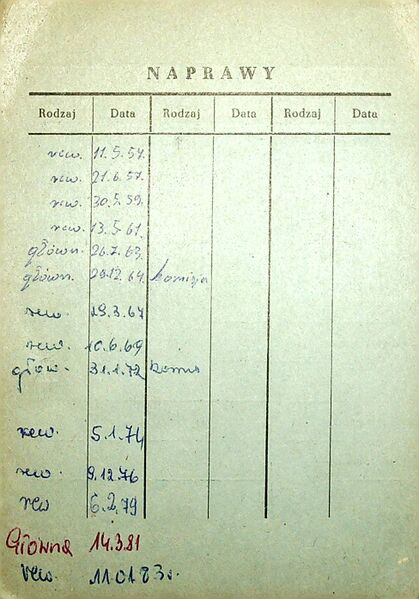 NAPRAWY
Rodzaj Data Rodzaj Data Rodzaj Data
rew. 11.5.57.
rew. 21.6.57.
rew. 30.5.59.
rew. 13.5.61.
główn. 26.7.63.
główn. 29.12.64. komisja
rew. 29.3.67
rew. 10.6.69
głów. 31.1.72
rew. 5.1.74
rew. 9.12.76
rew 6.2.79
Główna 14.3.81
Rew. 11.01.83r.